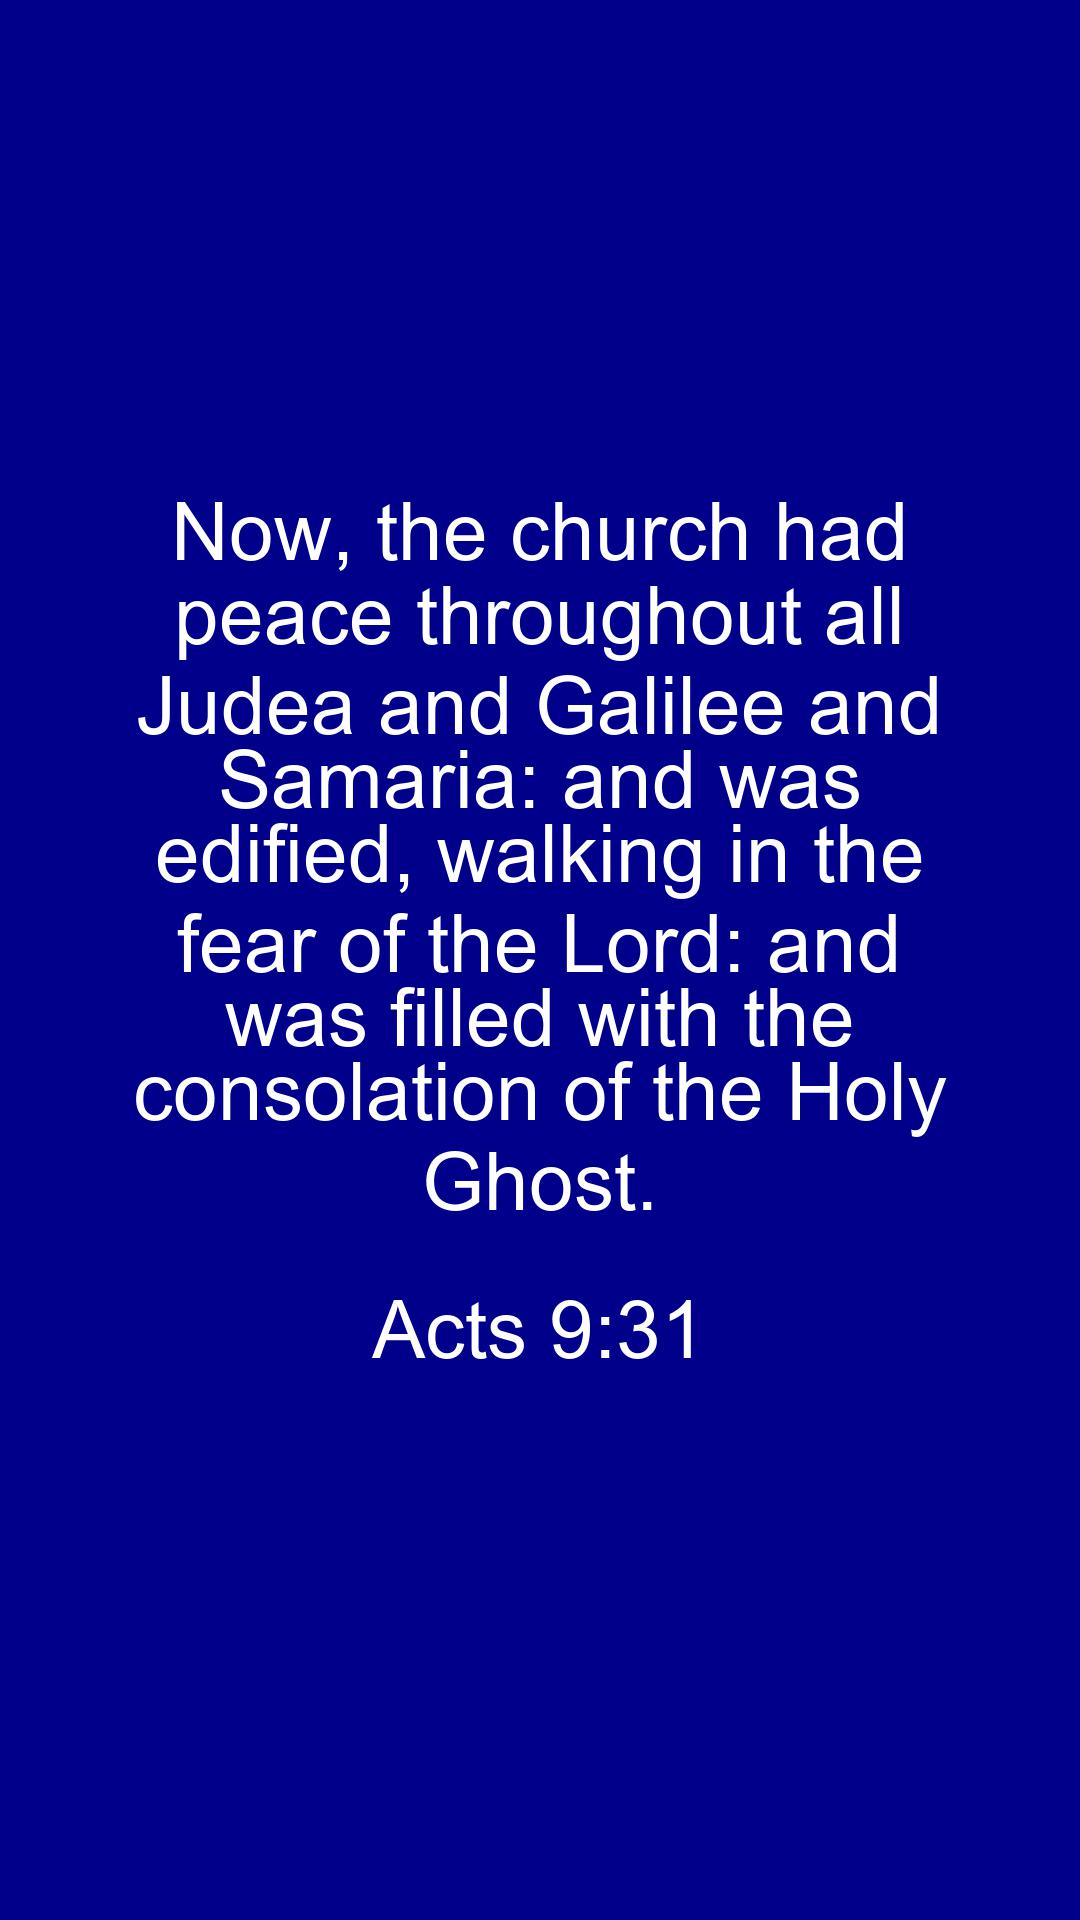 Now, the church had
peace throughout all
Judea and Galilee and
Samaria: and was
edified, walking in the
fear of the Lord: and
was filled with the
consolation of the Holy
Ghost.
Acts 9:31